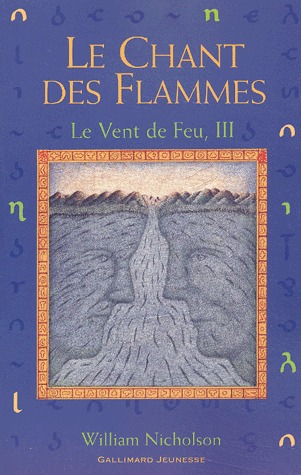 LE CHANT
DES FLAMMES
Le Vent de Feu, III
William Nicholson
GALLIMARD JEUNESSE